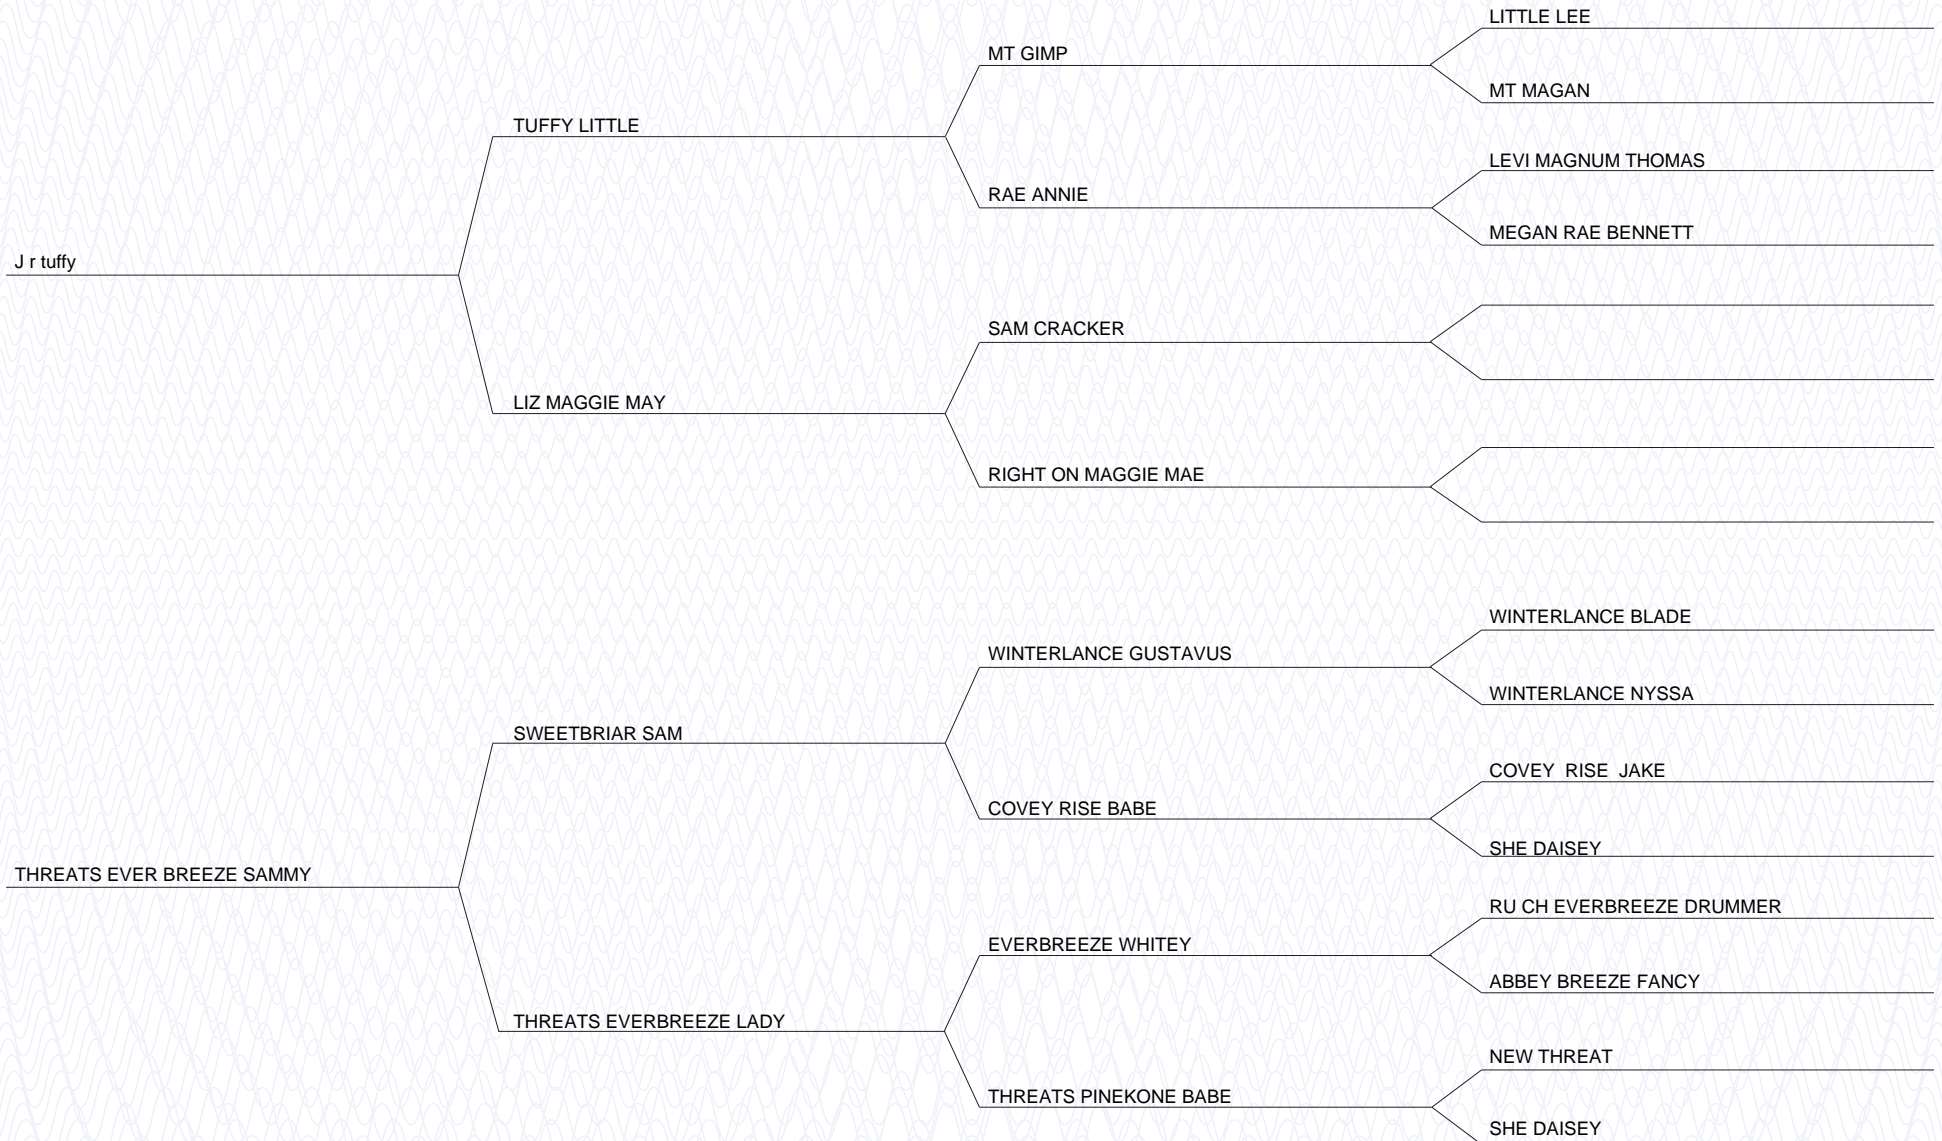 LITTLE LEE
MT GIMP
MT MAGAN
TUFFY LITTLE
LEVI MAGNUM THOMAS
RAE ANNIE
MEGAN RAE BENNETT
J r tuffy
SAM CRACKER
LIZ MAGGIE MAY
RIGHT ON MAGGIE MAE
WINTERLANCE BLADE
WINTERLANCE GUSTAVUS
WINTERLANCE NYSSA
SWEETBRIAR SAM
COVEY  RISE  JAKE
COVEY RISE BABE
SHE DAISEY
THREATS EVER BREEZE SAMMY
RU CH EVERBREEZE DRUMMER
EVERBREEZE WHITEY
ABBEY BREEZE FANCY
THREATS EVERBREEZE LADY
NEW THREAT
THREATS PINEKONE BABE
SHE DAISEY